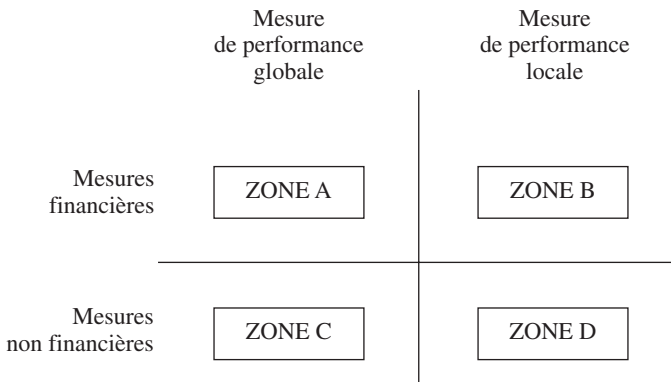 Mesure
de performance
globale
Mesure
de performance
locale
Mesures
financières
ZONE A
ZONE B
Mesures
non financières
ZONE C
ZONE D